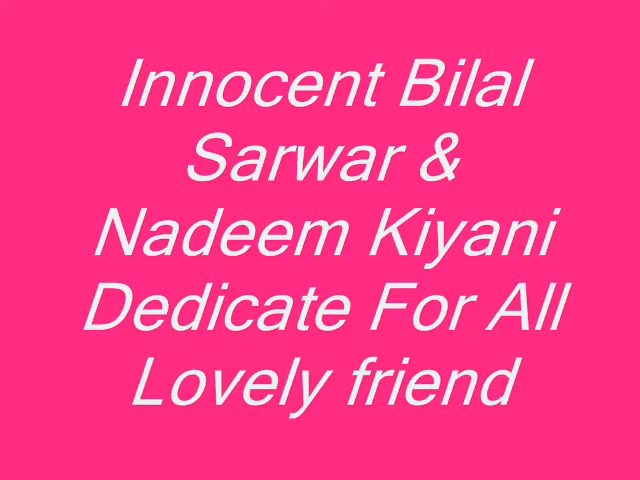 Innocent Bilal
Sarwar &
Nadeem Kiyani
Dedicate For All
Lovely friend